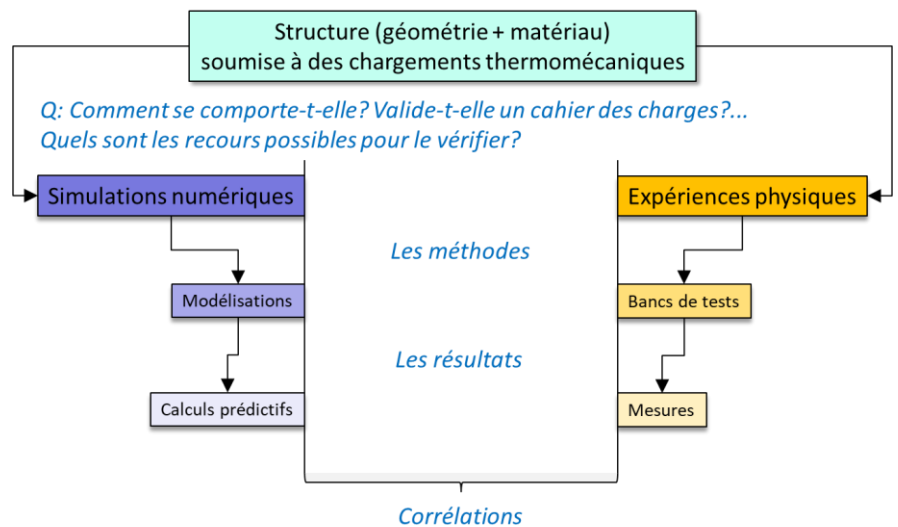 Structure (géométrie + matériau)
soumise à des chargements thermomécaniques
Q: Comment se comporte-t-elle? Valide-t-elle un cahier des charges?...
Quels sont les recours possibles pour le vérifier?
Simulations numériques
Expériences physiques
Les méthodes
Modélisations
Bancs de tests
Les résultats
Calculs prédictifs
Mesures
Corrélations